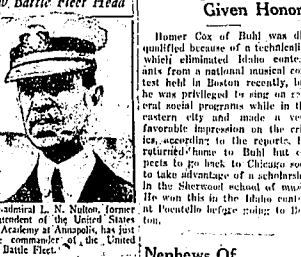 Battle Fleet Head
admiral L. N. Nulton, former
tendent of the United States
Academy at Annapolis, has just
commander of the United
Battle Fleet.
Given Honor
Homer Cox of Buhl was di
qualified because of a technicalit
which eliminated Idaho conte
ants from a national musical co
test held in Boston recently, b
he was privileged to sing on
eral social programs while in t
eastern city and made a ve
favorable impression on the cri
ics, according to the reports. H
returned home to Buhl but
pects to go back to Chicago so
to take advantage of a scholarsh
in the Sherwood school of mus
He won this in the Idaho cont
at Pocatello before going to B
ton.
Nephews Of